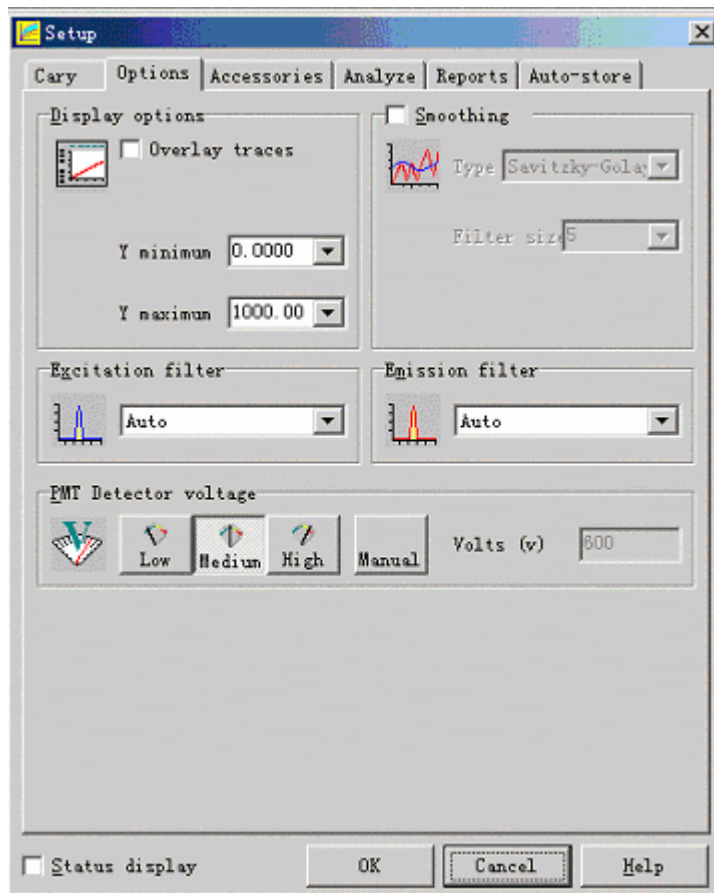 Setup
Cary Options Accessories Analyze Reports Auto-store
Display options
Overlay traces
Y minimum 0.0000
Y maximum 1000.00
Smoothing
Type Savitzky-Golay
Filter size 5
Excitation filter
Auto
Emission filter
Auto
PMT Detector voltage
V
Low Medium High Manual Volts (v) 600
Status display OK Cancel Help